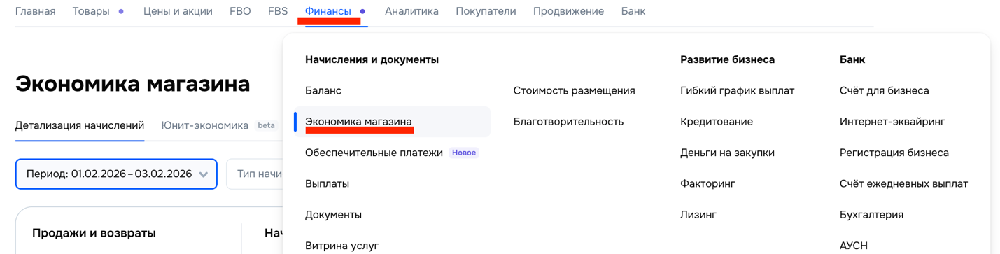 Главная Товары Цены и акции FBO FBS Финансы Аналитика Покупатели Продвижение Банк
Экономика магазина
Детализация начислений Юнит-экономика beta
Период: 01.02.2026 – 03.02.2026 Тип начи
Продажи и возвраты Нач
Начисления и документы
Баланс
Экономика магазина
Обеспечительные платежи Новое
Выплаты
Документы
Витрина услуг
Стоимость размещения
Благотворительность
Развитие бизнеса
Гибкий график выплат
Кредитование
Деньги на закупки
Факторинг
Лизинг
Банк
Счёт для бизнеса
Интернет-эквайринг
Регистрация бизнеса
Счёт ежедневных выплат
Бухгалтерия
АУСН